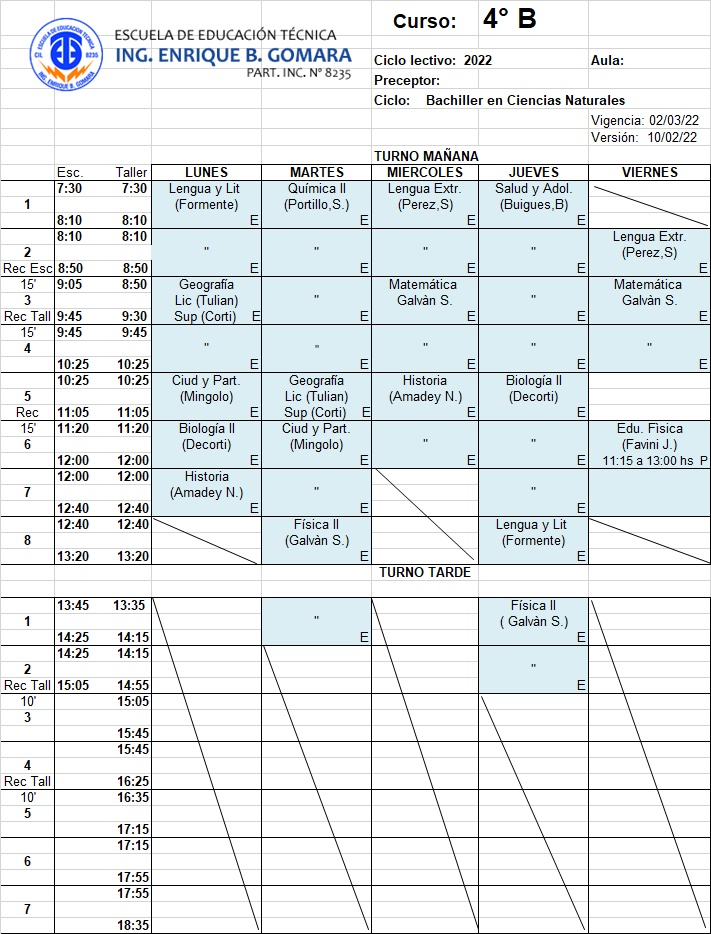 Curso: 4° B
ESCUELA DE EDUCACIÓN TÉCNICA
ING. ENRIQUE B. GOMARA
PART. INC. Nº 8235
ESCUELA DE EDUCACIÓN TÉCNICA
CIL 8235
ING. ENRIQUE B. GOMARA
Ciclo lectivo: 2022 Aula:
Preceptor:
Ciclo: Bachiller en Ciencias Naturales
Vigencia: 02/03/22
Versión: 10/02/22
TURNO MAÑANA
Esc. Taller LUNES MARTES MIERCOLES JUEVES VIERNES
7:30 7:30 Lengua y Lit Química II Lengua Extr. Salud y Adol.
1 (Formente) (Portillo,S.) (Perez,S) (Buigues,B)
8:10 8:10 E E E E
8:10 8:10 Lengua Extr.
2 " " " " (Perez,S)
Rec Esc 8:50 8:50 E E E E E
15' 9:05 8:50 Geografía Matemática Matemática
3 Lic (Tulian) " Galvàn S. " Galvàn S.
Rec Tall 9:45 9:30 Sup (Corti) E E E E E
15' 9:45 9:45
4 " " " " "
10:25 10:25 E E E E E
10:25 10:25 Ciud y Part. Geografía Historia Biología II
5 (Mingolo) Lic (Tulian) (Amadey N.) (Decorti)
Rec 11:05 11:05 E Sup (Corti) E E E
15' 11:20 11:20 Biología II Ciud y Part. Edu. Fìsica
6 (Decorti) (Mingolo) " " (Favini J.)
12:00 12:00 E E E E 11:15 a 13:00 hs P
12:00 12:00 Historia
7 (Amadey N.) " "
12:40 12:40 E E E
12:40 12:40 Física II Lengua y Lit
8 (Galvàn S.) (Formente)
13:20 13:20 E E
TURNO TARDE
13:45 13:35 Física II
1 " ( Galvàn S.)
14:25 14:15 E E
14:25 14:15
2 "
Rec Tall 15:05 14:55 E
10' 15:05
3
15:45
15:45
4
Rec Tall 16:25
10' 16:35
5
17:15
17:15
6
17:55
17:55
7
18:35